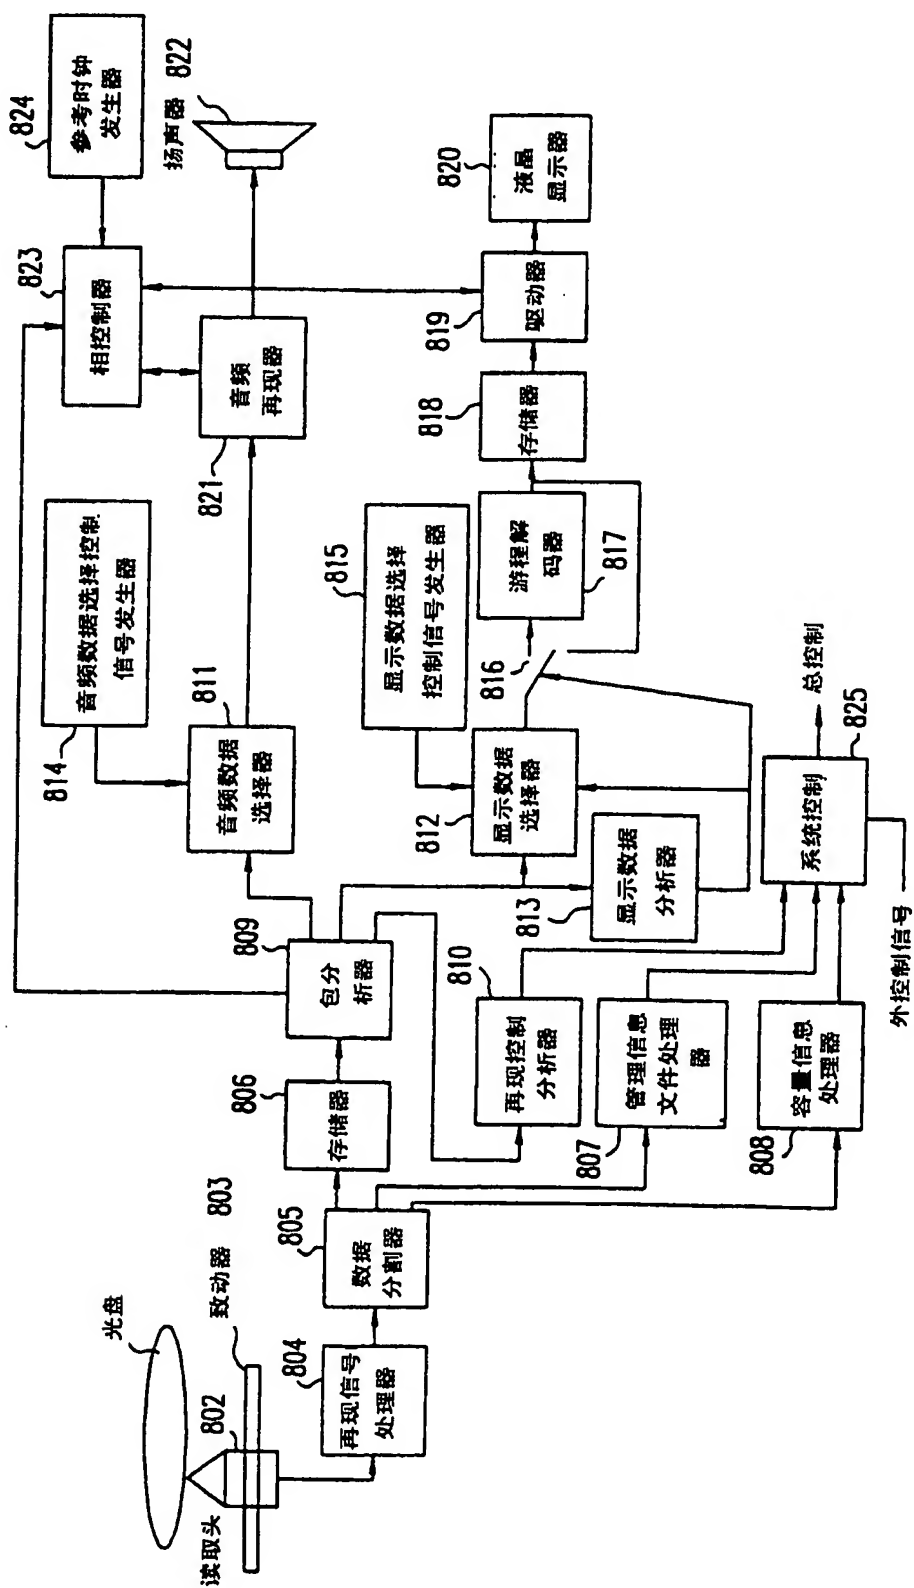 光盘
读取头
802
致动器 803
再现信号
处理器
804
数据
分割器
805
存储器
806
包分
析器
809
再现控制
分析器
810
管理信息
文件处理
器
807
容量信息
处理器
808
音频数据选择控制
信号发生器
814
音频数据
选择器
811
显示数据选择
控制信号发生器
815
显示数据
选择器
812
显示数据
分析器
813
816
游程解
码器
817
存储器
818
驱动器
819
液晶
显示器
820
音频
再现器
821
扬声器 822
相控制器
823
参考时钟
发生器
824
系统控制
825
总控制
外控制信号